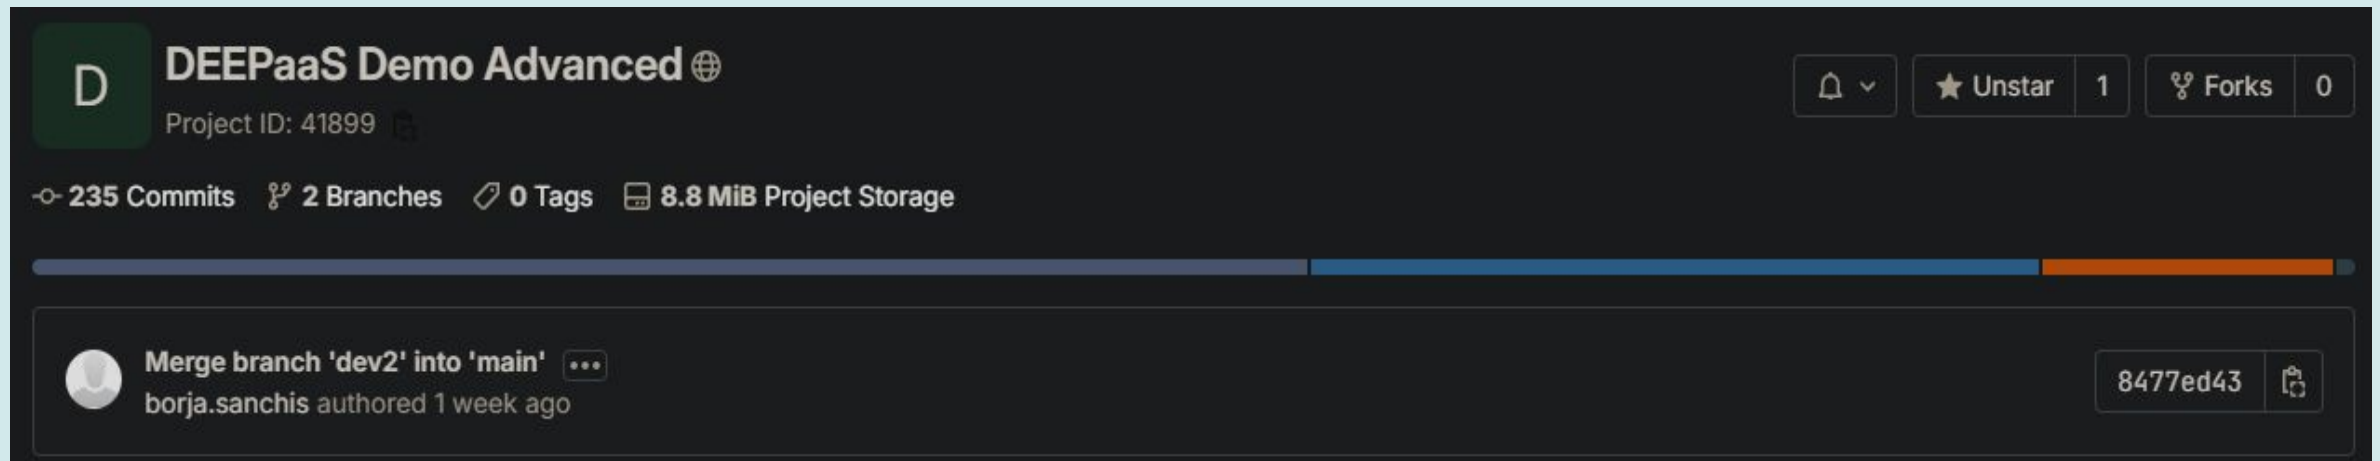 D
DEEPaaS Demo Advanced
Project ID: 41899
Unstar 1
Forks 0
235 Commits 2 Branches 0 Tags 8.8 MiB Project Storage
Merge branch 'dev2' into 'main'
borja.sanchis authored 1 week ago
8477ed43